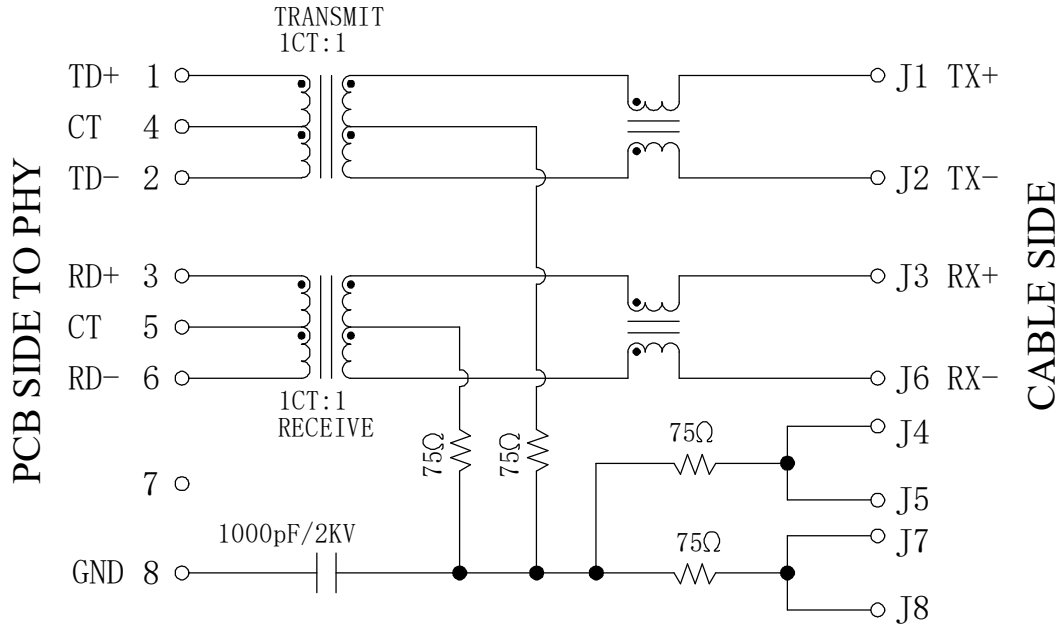 TRANSMIT
1CT:1
TD+ 1
CT 4
TD- 2
J1 TX+
J2 TX-
PCB SIDE TO PHY
CABLE SIDE
RD+ 3
CT 5
RD- 6
J3 RX+
J6 RX-
1CT:1
RECEIVE
75Ω
75Ω
75Ω
J4
J5
7
1000pF/2KV
75Ω
J7
GND 8
J8